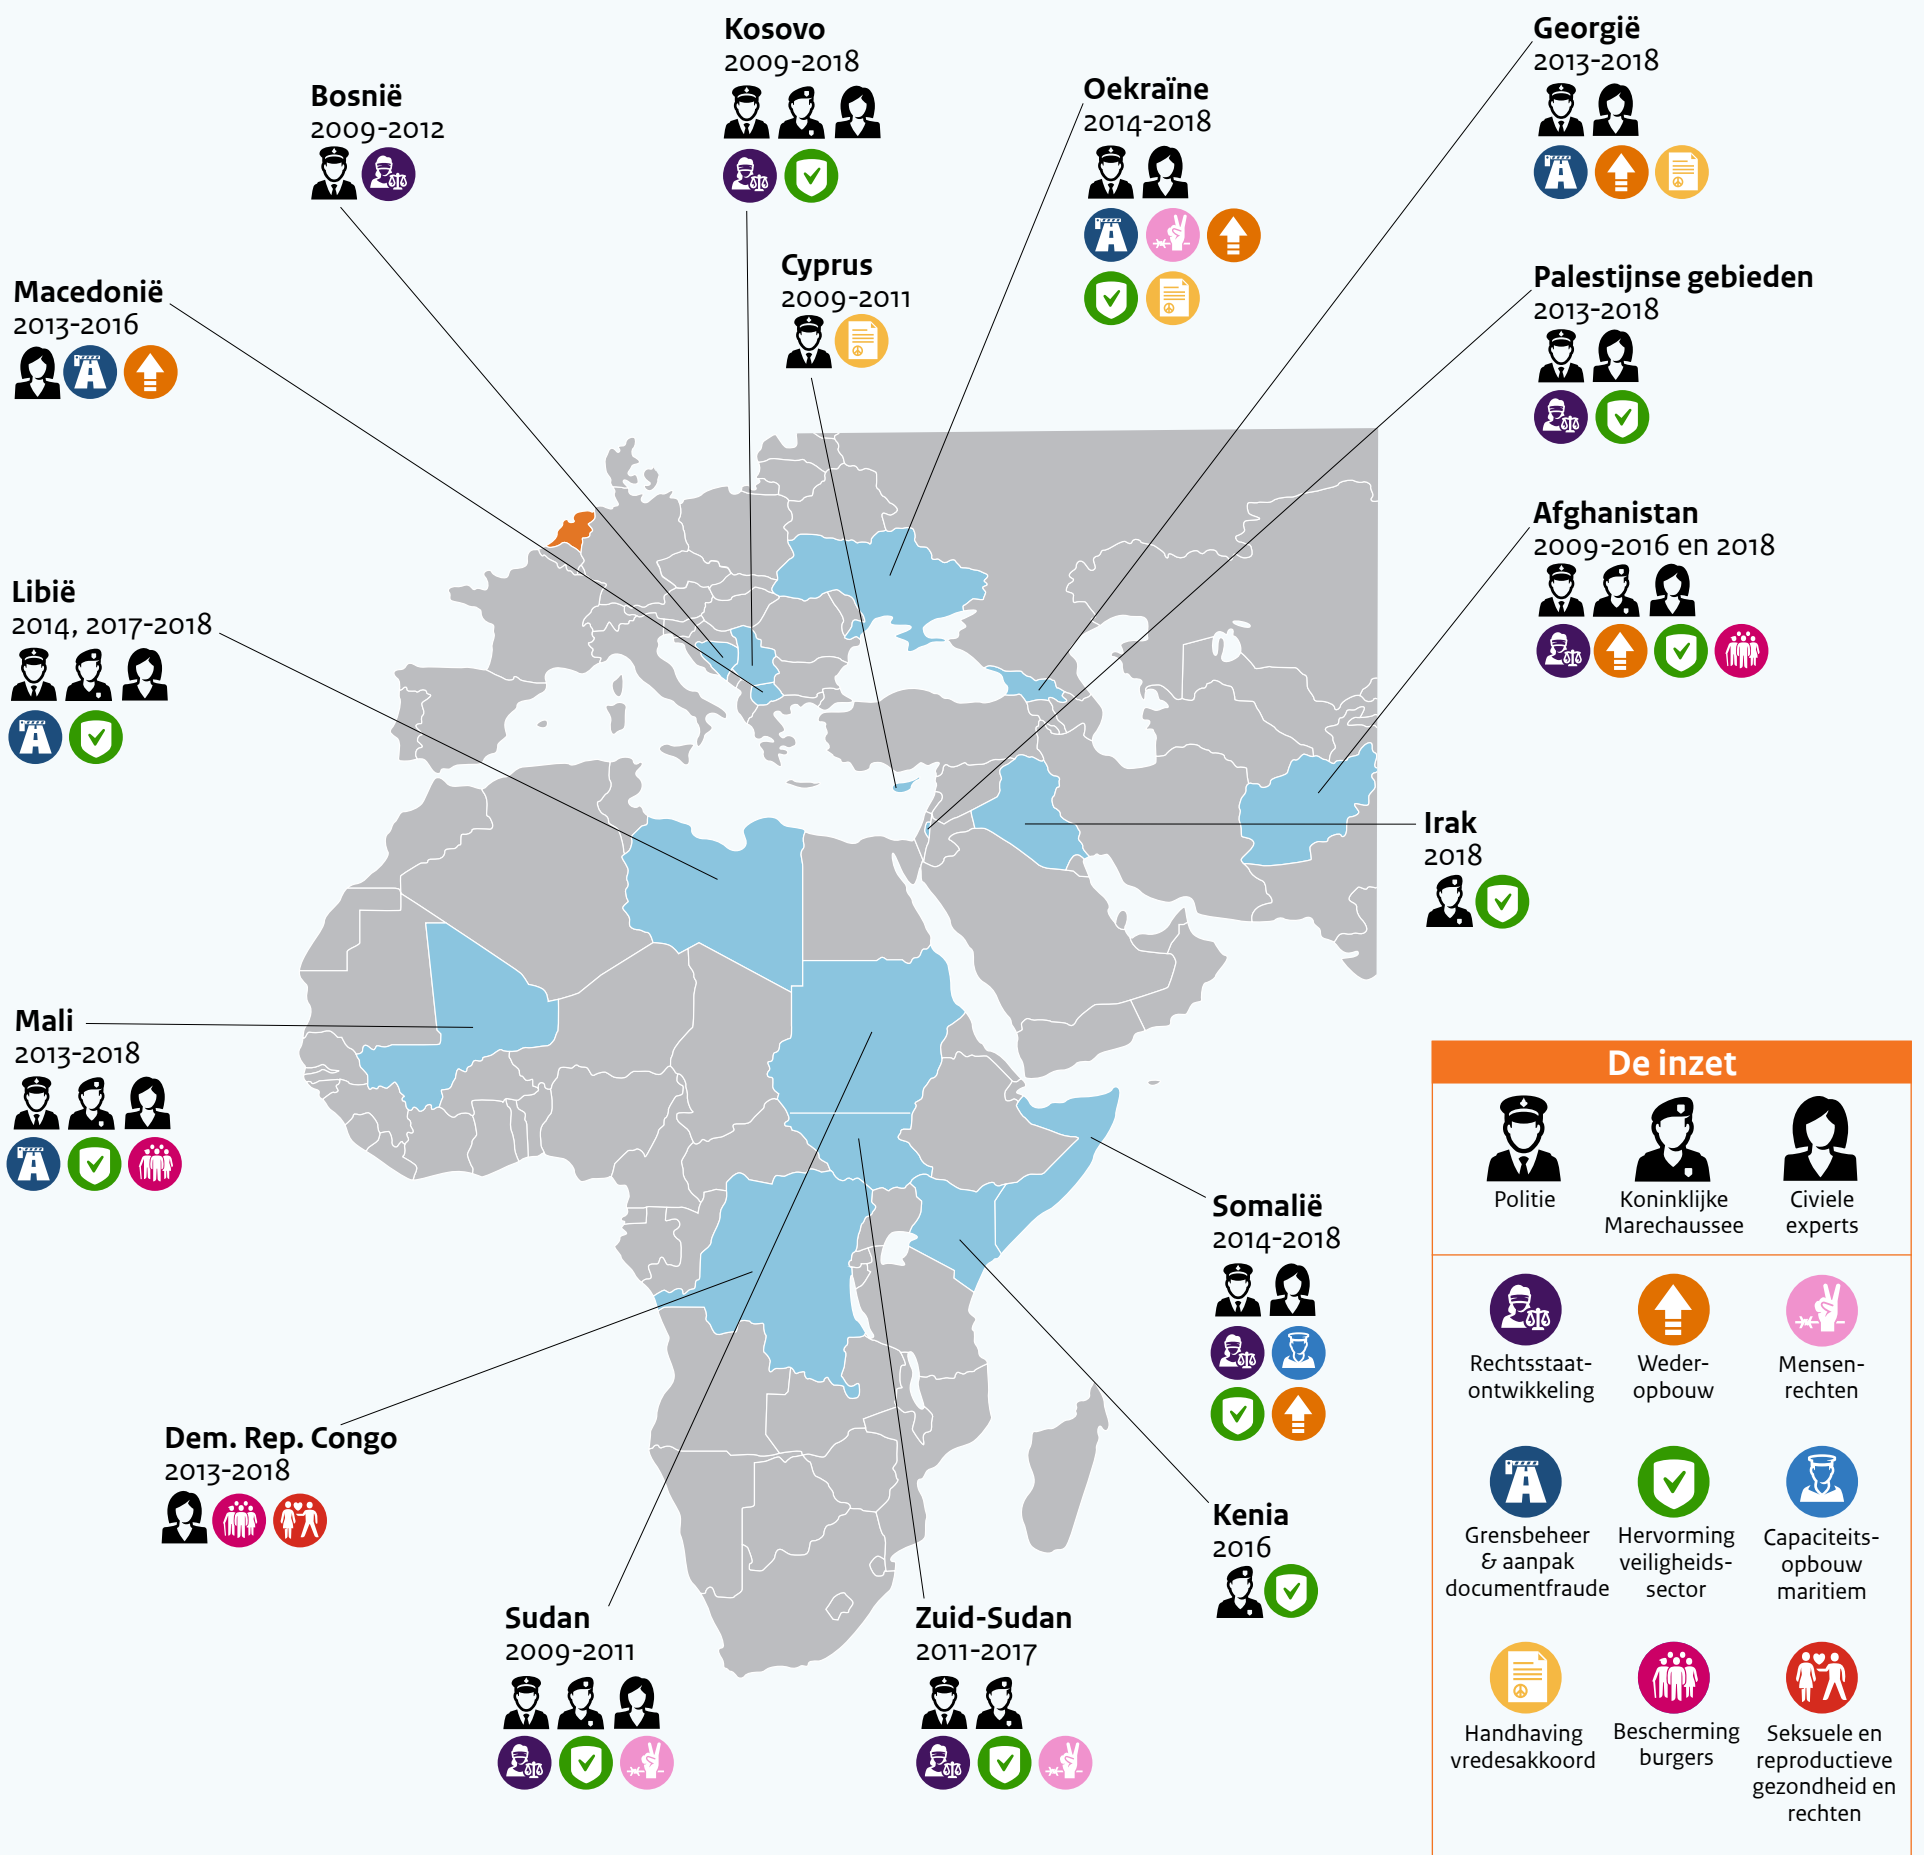 Kosovo
2009-2018
Georgië
2013-2018
Bosnië
2009-2012
Oekraïne
2014-2018
Cyprus
2009-2011
Palestijnse gebieden
2013-2018
Macedonië
2013-2016
Afghanistan
2009-2016 en 2018
Libië
2014, 2017-2018
Irak
2018
Mali
2013-2018
Somalië
2014-2018
Dem. Rep. Congo
2013-2018
Kenia
2016
Sudan
2009-2011
Zuid-Sudan
2011-2017
De inzet
Politie
Koninklijke
Marechaussee
Civiele
experts
Rechtsstaat-
ontwikkeling
Weder-
opbouw
Mensen-
rechten
Grensbeheer
& aanpak
documentfraude
Hervorming
veiligheids-
sector
Capaciteits-
opbouw
maritiem
Handhaving
vredesakkoord
Bescherming
burgers
Seksuele en
reproductieve
gezondheid en
rechten